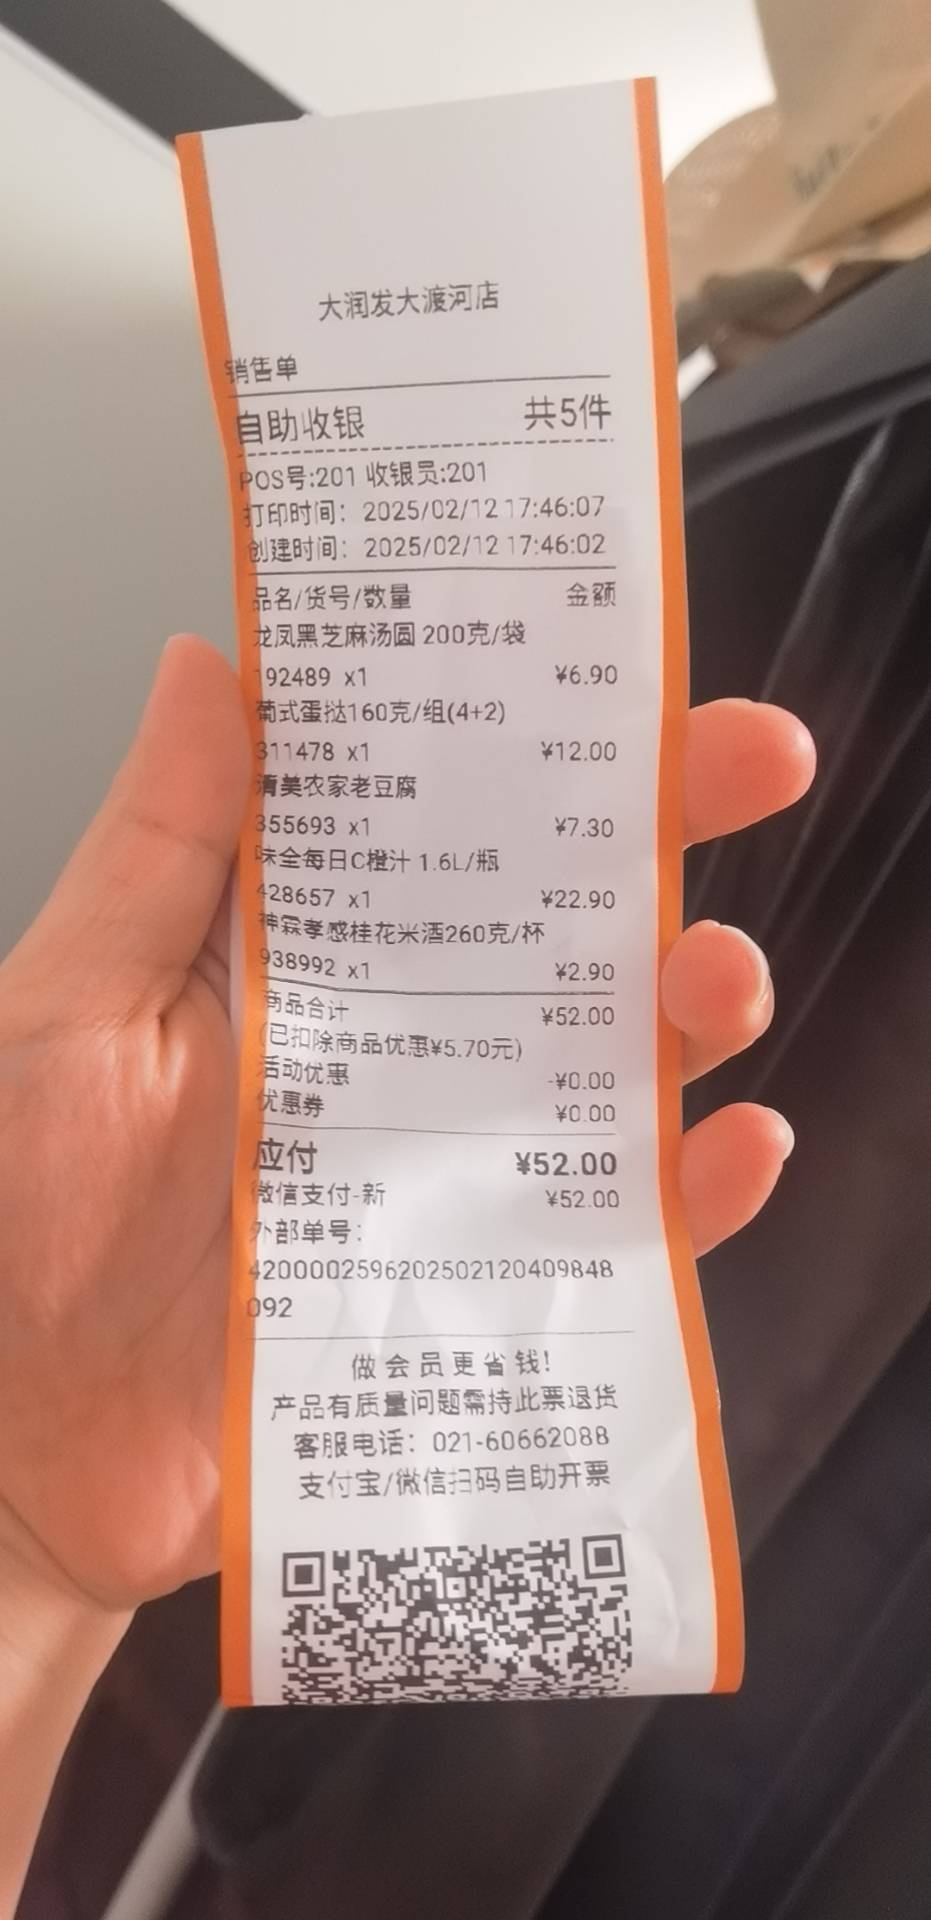 大润发大渡河店
销售单
自助收银 共5件
POS号:201 收银员:201
打印时间：2025/02/12 17:46:07
创建时间：2025/02/12 17:46:02
品名/货号/数量 金额
龙凤黑芝麻汤圆 200克/袋
192489 x1 ¥6.90
葡式蛋挞160克/组(4+2)
311478 x1 ¥12.00
清美农家老豆腐
355693 x1 ¥7.30
味全每日C橙汁 1.6L/瓶
428657 x1 ¥22.90
神霖孝感桂花米酒260克/杯
938992 x1 ¥2.90
商品合计 ¥52.00
(已扣除商品优惠¥5.70元)
活动优惠 -¥0.00
优惠券 ¥0.00
应付 ¥52.00
微信支付-新 ¥52.00
外部单号：
4200002596202502120409848
092
做会员更省钱!
产品有质量问题需持此票退货
客服电话：021-60662088
支付宝/微信扫码自助开票